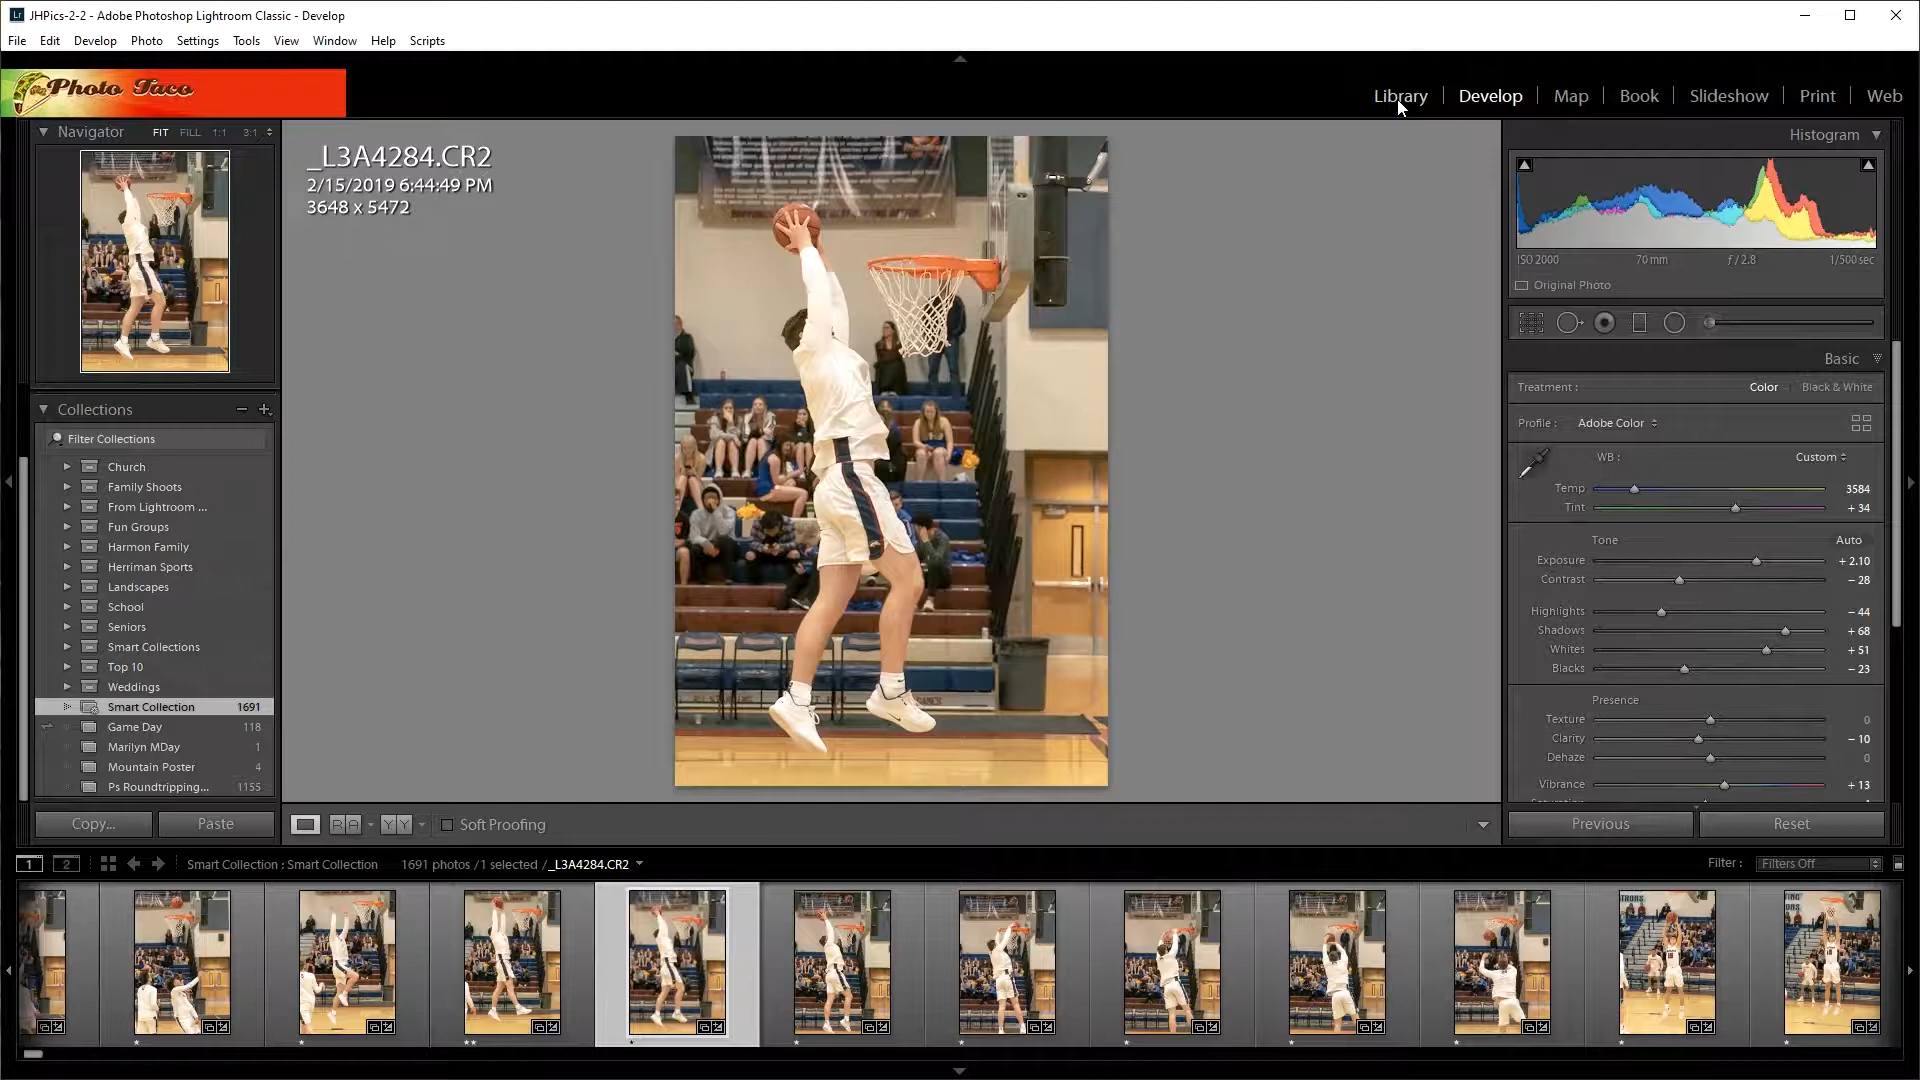 JHPics-2-2 - Adobe Photoshop Lightroom Classic - Develop
File Edit Develop Photo Settings Tools View Window Help Scripts
Photo Taco
Library | Develop | Map | Book | Slideshow | Print | Web
Navigator FIT FILL 1:1 3:1
_L3A4284.CR2
2/15/2019 6:44:49 PM
3648 x 5472
Collections
Filter Collections
Church
Family Shoots
From Lightroom ...
Fun Groups
Harmon Family
Herriman Sports
Landscapes
School
Seniors
Smart Collections
Top 10
Weddings
Smart Collection 1691
Game Day 118
Marilyn MDay 1
Mountain Poster 4
Ps Roundtripping... 1155
Copy... Paste
Soft Proofing
Histogram
ISO 2000 70 mm ƒ / 2.8 1/500 sec
Original Photo
Basic
Treatment : Color Black & White
Profile : Adobe Color
WB : Custom
Temp 3584
Tint + 34
Tone Auto
Exposure + 2.10
Contrast – 28
Highlights – 44
Shadows + 68
Whites + 51
Blacks – 23
Presence
Texture 0
Clarity – 10
Dehaze 0
Vibrance + 13
Previous Reset
1 2 Smart Collection : Smart Collection 1691 photos / 1 selected / _L3A4284.CR2 Filter : Filters Off